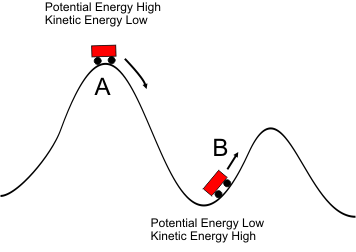 Potential Energy High
Kinetic Energy Low
A
B
Potential Energy Low
Kinetic Energy High